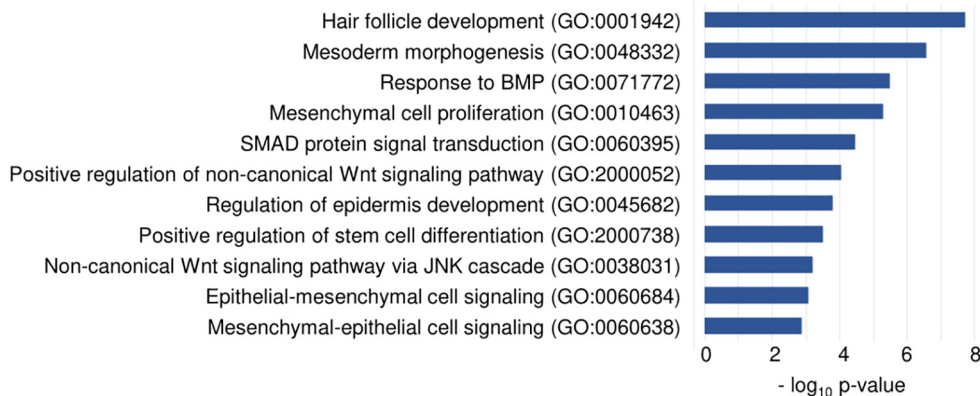 Hair follicle development (GO:0001942)
Mesoderm morphogenesis (GO:0048332)
Response to BMP (GO:0071772)
Mesenchymal cell proliferation (GO:0010463)
SMAD protein signal transduction (GO:0060395)
Positive regulation of non-canonical Wnt signaling pathway (GO:2000052)
Regulation of epidermis development (GO:0045682)
Positive regulation of stem cell differentiation (GO:2000738)
Non-canonical Wnt signaling pathway via JNK cascade (GO:0038031)
Epithelial-mesenchymal cell signaling (GO:0060684)
Mesenchymal-epithelial cell signaling (GO:0060638)
0 2 4 6 8
- log₁₀ p-value